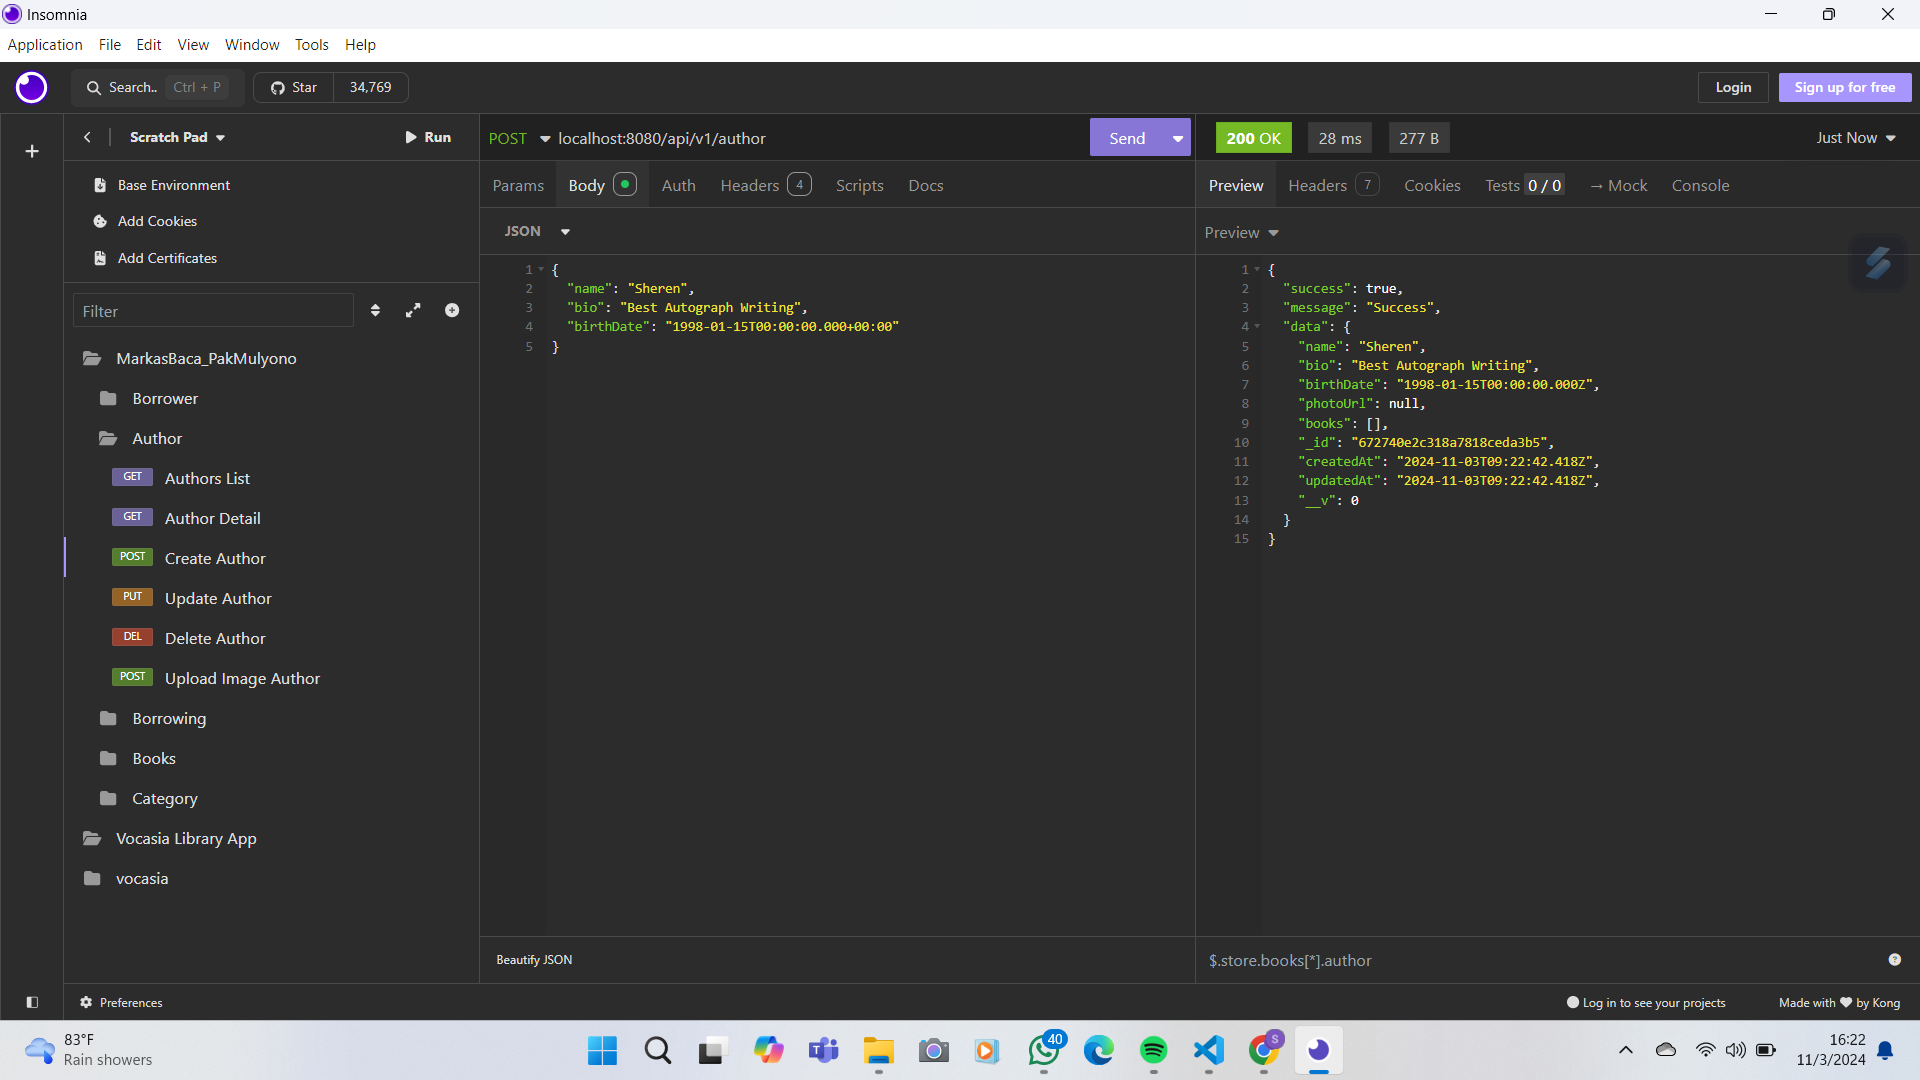 Insomnia
Application File Edit View Window Tools Help
Search.. Ctrl + P Star 34,769 Login Sign up for free
Scratch Pad Run
Base Environment
Add Cookies
Add Certificates
Filter
MarkasBaca_PakMulyono
Borrower
Author
GET Authors List
GET Author Detail
POST Create Author
PUT Update Author
DEL Delete Author
POST Upload Image Author
Borrowing
Books
Category
Vocasia Library App
vocasia
POST localhost:8080/api/v1/author Send
Params Body Auth Headers 4 Scripts Docs
JSON
1 {
2 "name": "Sheren",
3 "bio": "Best Autograph Writing",
4 "birthDate": "1998-01-15T00:00:00.000+00:00"
5 }
Beautify JSON
200 OK 28 ms 277 B Just Now
Preview Headers 7 Cookies Tests 0 / 0 → Mock Console
Preview
1 {
2 "success": true,
3 "message": "Success",
4 "data": {
5 "name": "Sheren",
6 "bio": "Best Autograph Writing",
7 "birthDate": "1998-01-15T00:00:00.000Z",
8 "photoUrl": null,
9 "books": [],
10 "_id": "672740e2c318a7818ceda3b5",
11 "createdAt": "2024-11-03T09:22:42.418Z",
12 "updatedAt": "2024-11-03T09:22:42.418Z",
13 "__v": 0
14 }
15 }
$.store.books[*].author
Preferences Log in to see your projects Made with ❤ by Kong
83°F
Rain showers
40
S
16:22
11/3/2024